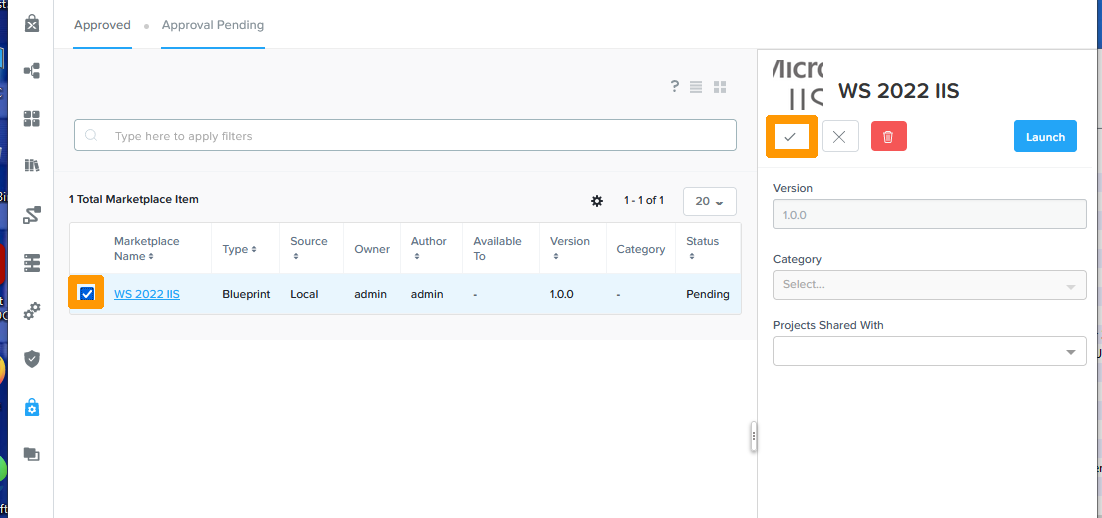 Approved
Approval Pending
WS 2022 IIS
?
Type here to apply filters
Launch
1 Total Marketplace Item
1 - 1 of 1
20
Version
1.0.0
Marketplace Name
Type
Source
Owner
Author
Available To
Version
Category
Status
WS 2022 IIS
Blueprint
Local
admin
admin
-
1.0.0
-
Pending
Category
Select...
Projects Shared With